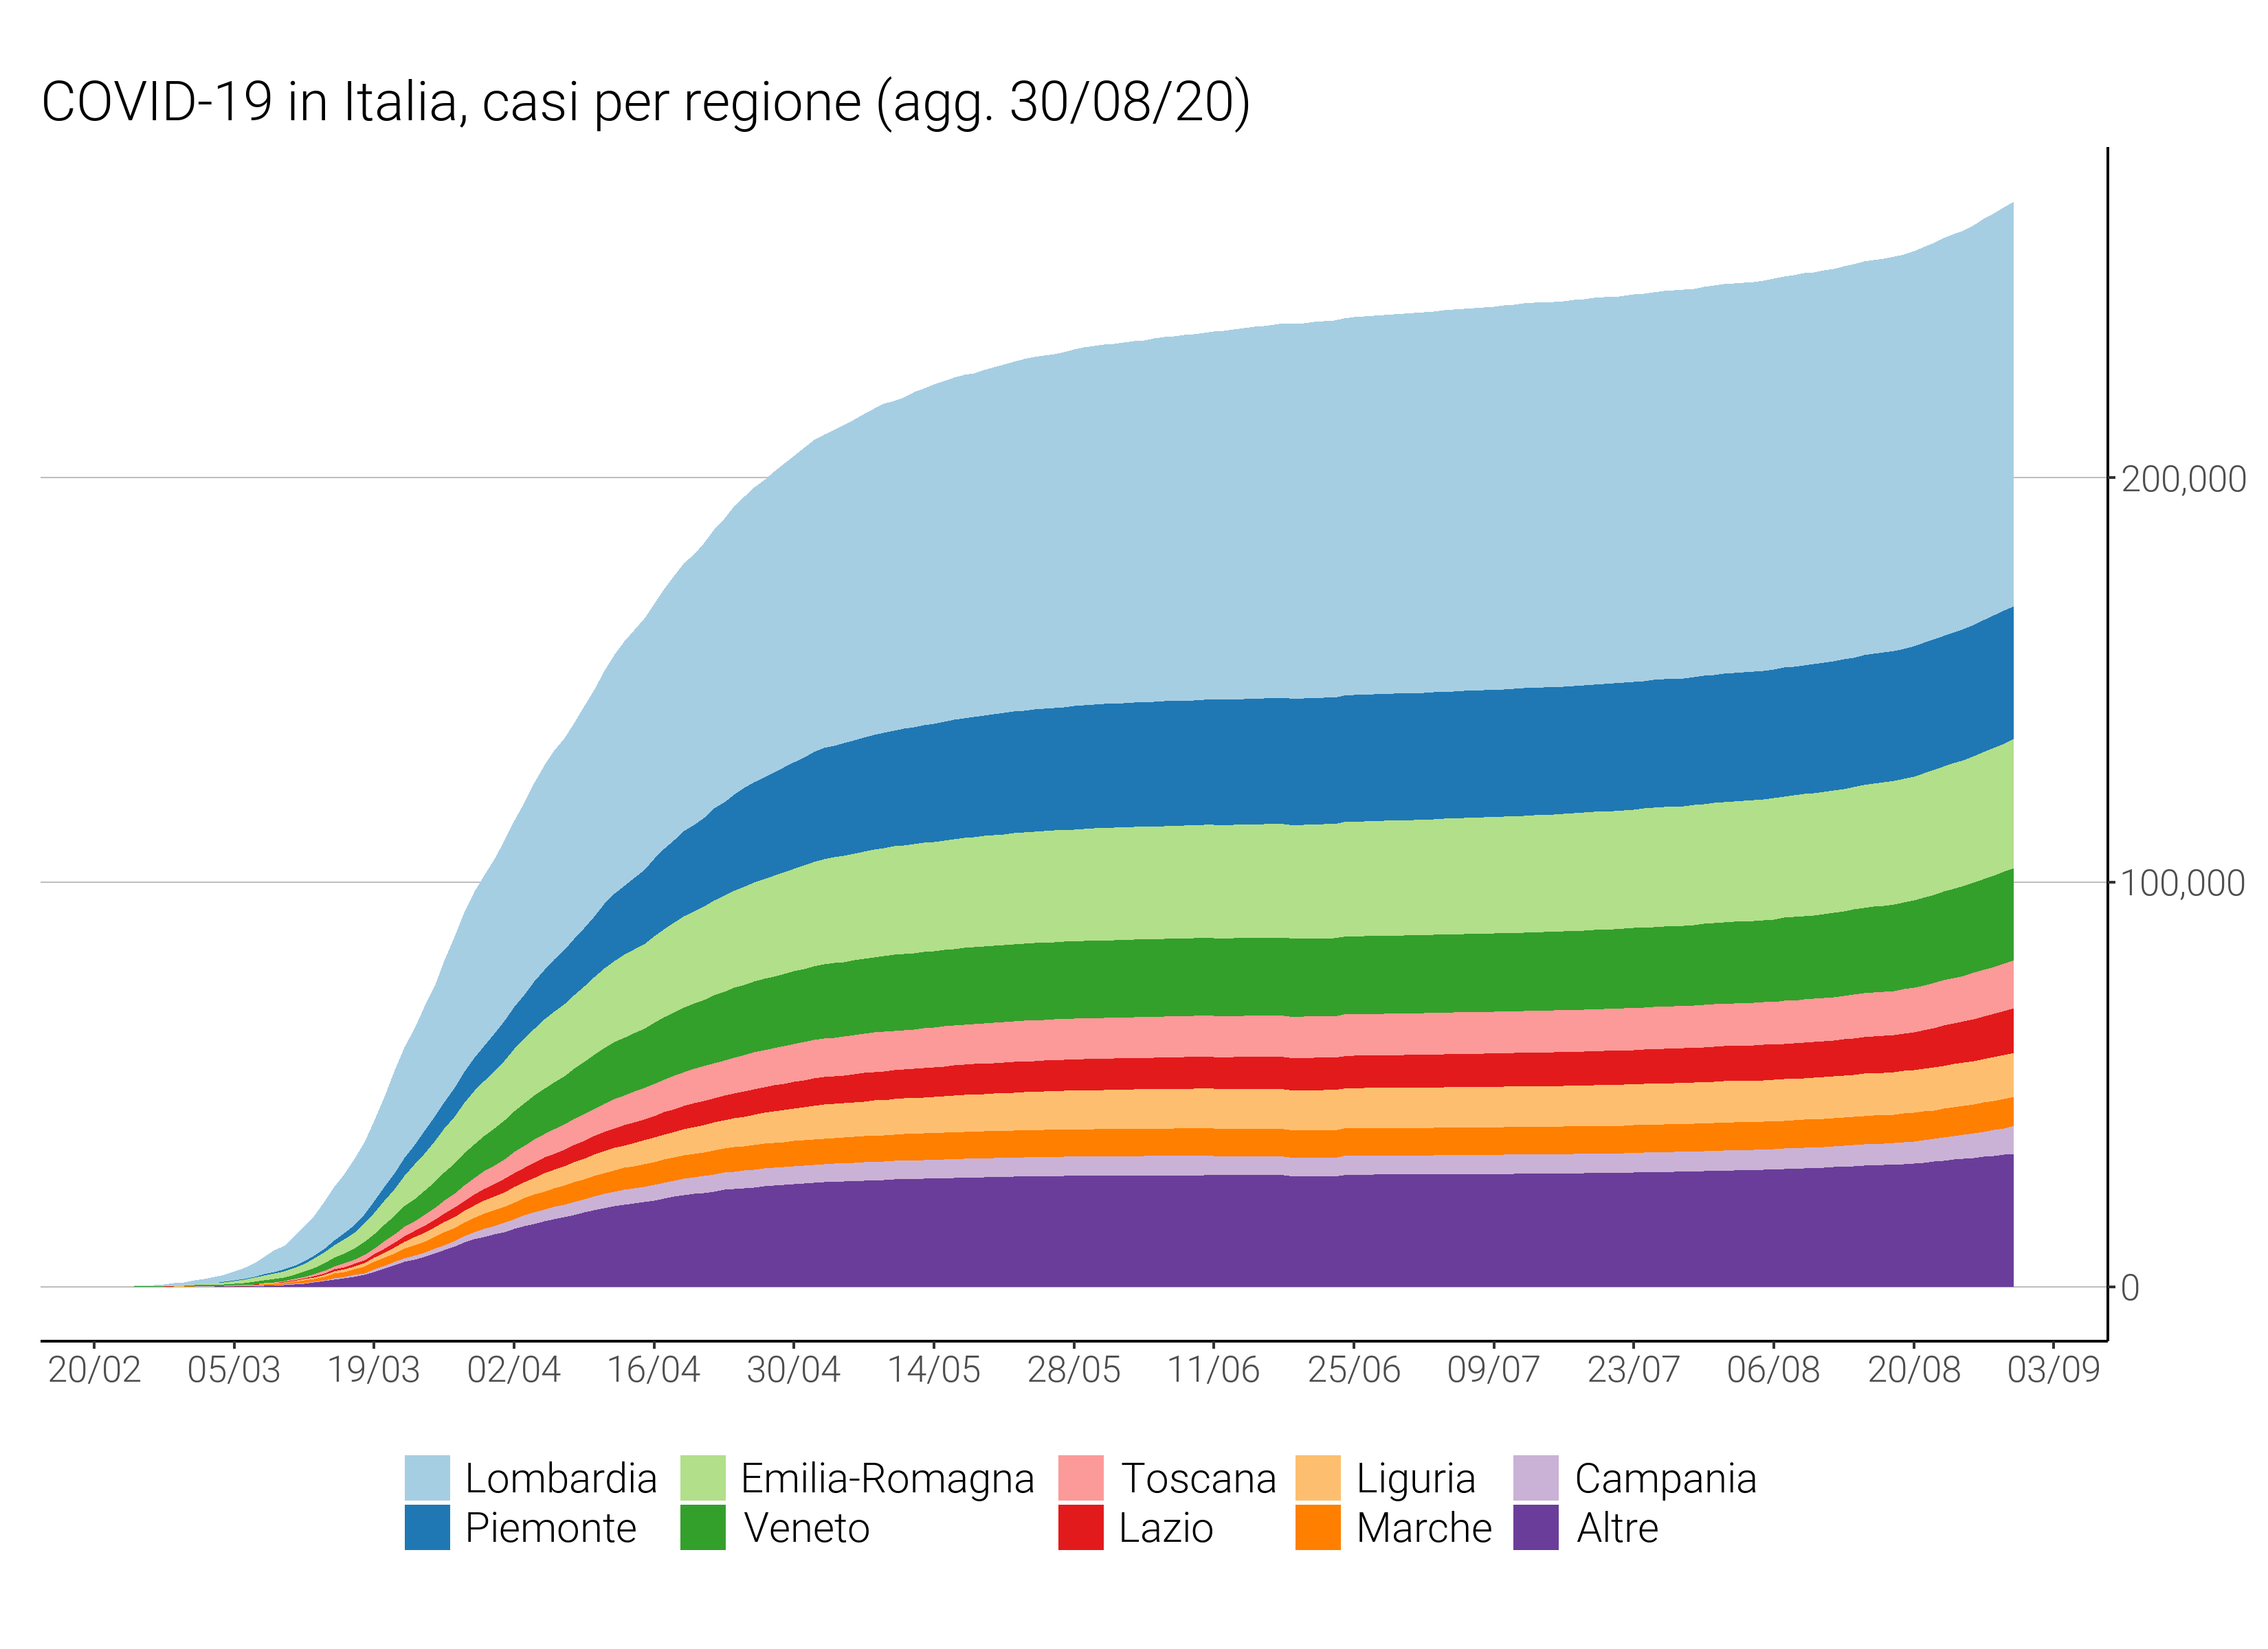 COVID-19 in Italia, casi per regione (agg. 30/08/20)
200,000
100,000
0
20/02 05/03 19/03 02/04 16/04 30/04 14/05 28/05 11/06 25/06 09/07 23/07 06/08 20/08 03/09
Lombardia Emilia-Romagna Toscana Liguria Campania
Piemonte Veneto Lazio Marche Altre